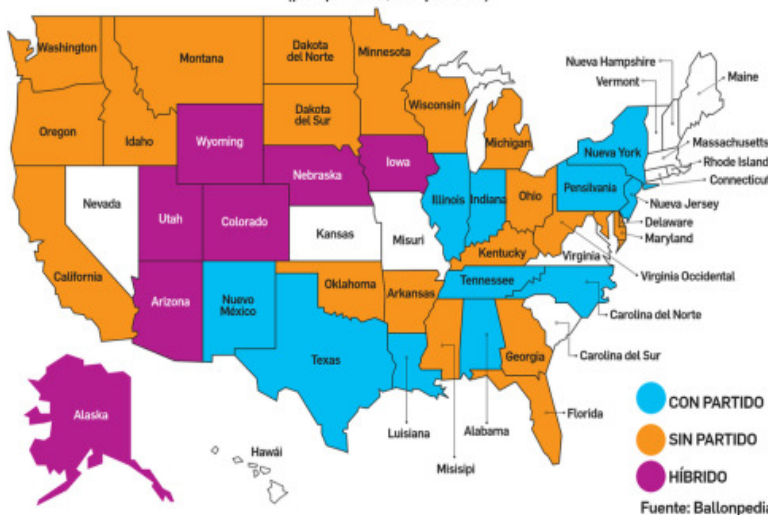 Washington
Montana
Dakota
del Norte
Minnesota
Nueva Hampshire
Vermont
Maine
Oregon
Idaho
Wyoming
Dakota
del Sur
Wisconsin
Michigan
Nueva York
Massachusetts
Rhode Island
Connecticut
Nevada
Utah
Colorado
Nebraska
Iowa
Illinois
Indiana
Ohio
Pensilvania
Nueva Jersey
Delaware
Maryland
California
Arizona
Nuevo
México
Kansas
Misuri
Kentucky
Virginia
Virginia Occidental
Oklahoma
Arkansas
Tennessee
Carolina del Norte
Carolina del Sur
Texas
Georgia
Florida
Alaska
Hawái
Luisiana
Misisipi
Alabama
CON PARTIDO
SIN PARTIDO
HÍBRIDO
Fuente: Ballonpedia